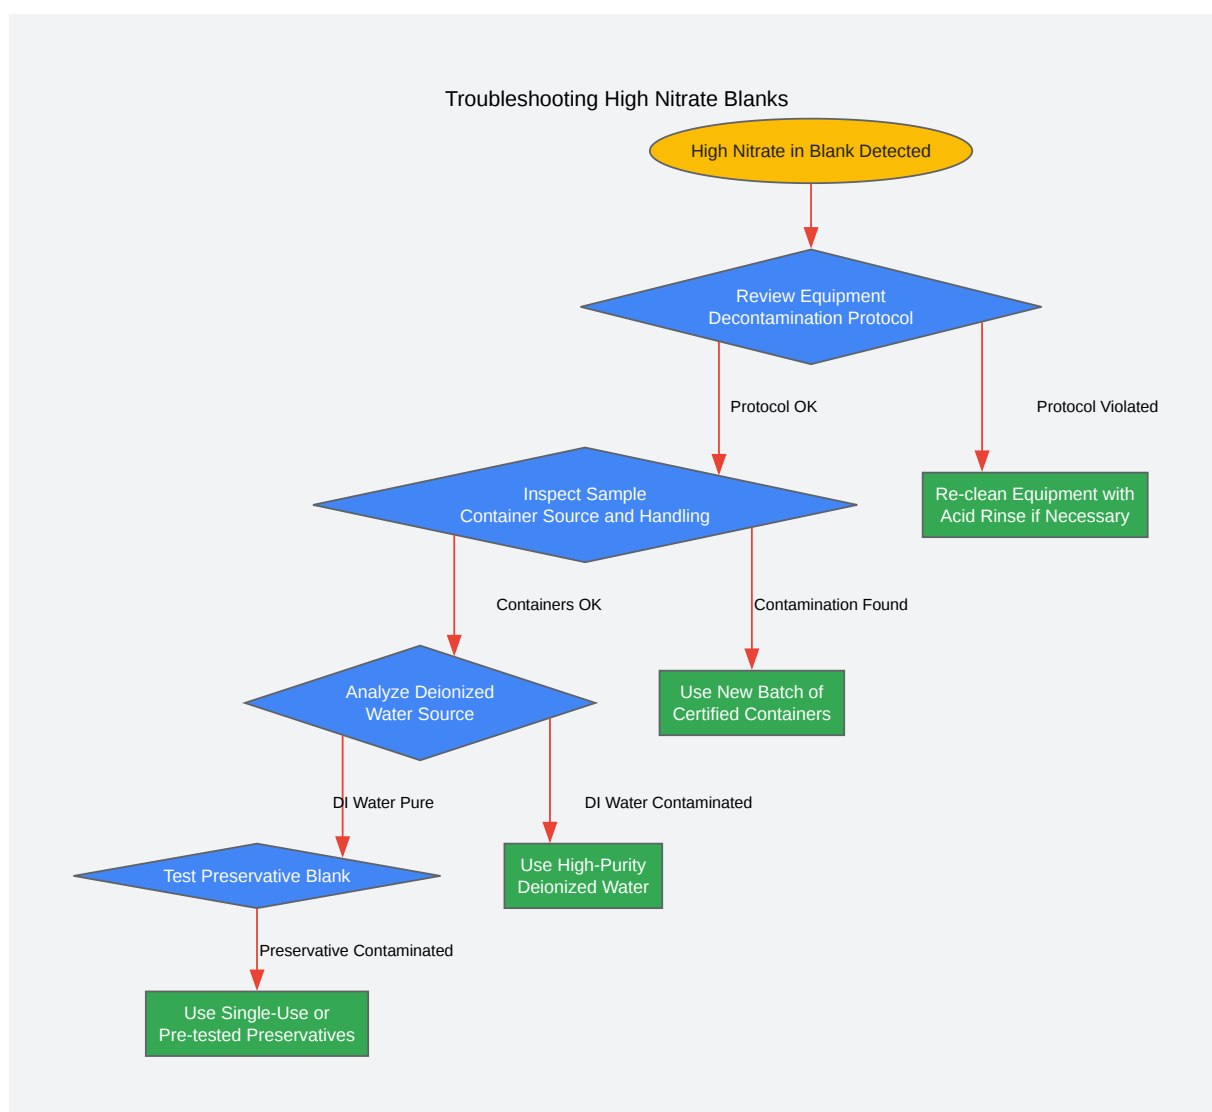 Troubleshooting High Nitrate Blanks
High Nitrate in Blank Detected
Review Equipment
Decontamination Protocol
Protocol OK
Protocol Violated
Inspect Sample
Container Source and Handling
Re-clean Equipment with
Acid Rinse if Necessary
Containers OK
Contamination Found
Analyze Deionized
Water Source
Use New Batch of
Certified Containers
DI Water Pure
DI Water Contaminated
Test Preservative Blank
Use High-Purity
Deionized Water
Preservative Contaminated
Use Single-Use or
Pre-tested Preservatives